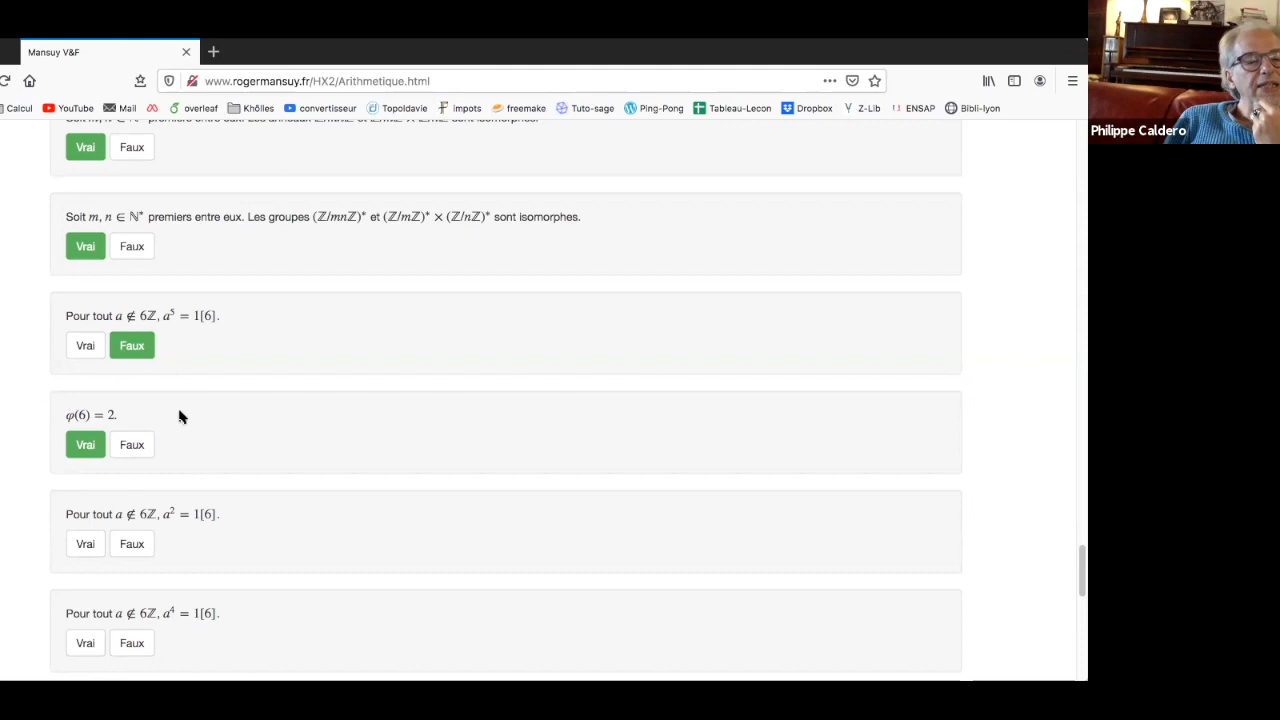 Mansuy V&F
www.rogermansuy.fr/HX2/Arithmetique.html
Calcul YouTube Mail overleaf Khôlles convertisseur Topoldavie impots freemake Tuto-sage Ping-Pong Tableau-Lecon Dropbox Z-Lib ENSAP Bibli-lyon
Philippe Caldero
Vrai Faux
Soit m, n ∈ ℕ* premiers entre eux. Les groupes (ℤ/mnℤ)* et (ℤ/mℤ)* × (ℤ/nℤ)* sont isomorphes.
Vrai Faux
Pour tout a ∉ 6ℤ, a⁵ = 1[6].
Vrai Faux
φ(6) = 2.
Vrai Faux
Pour tout a ∉ 6ℤ, a² = 1[6].
Vrai Faux
Pour tout a ∉ 6ℤ, a⁴ = 1[6].
Vrai Faux